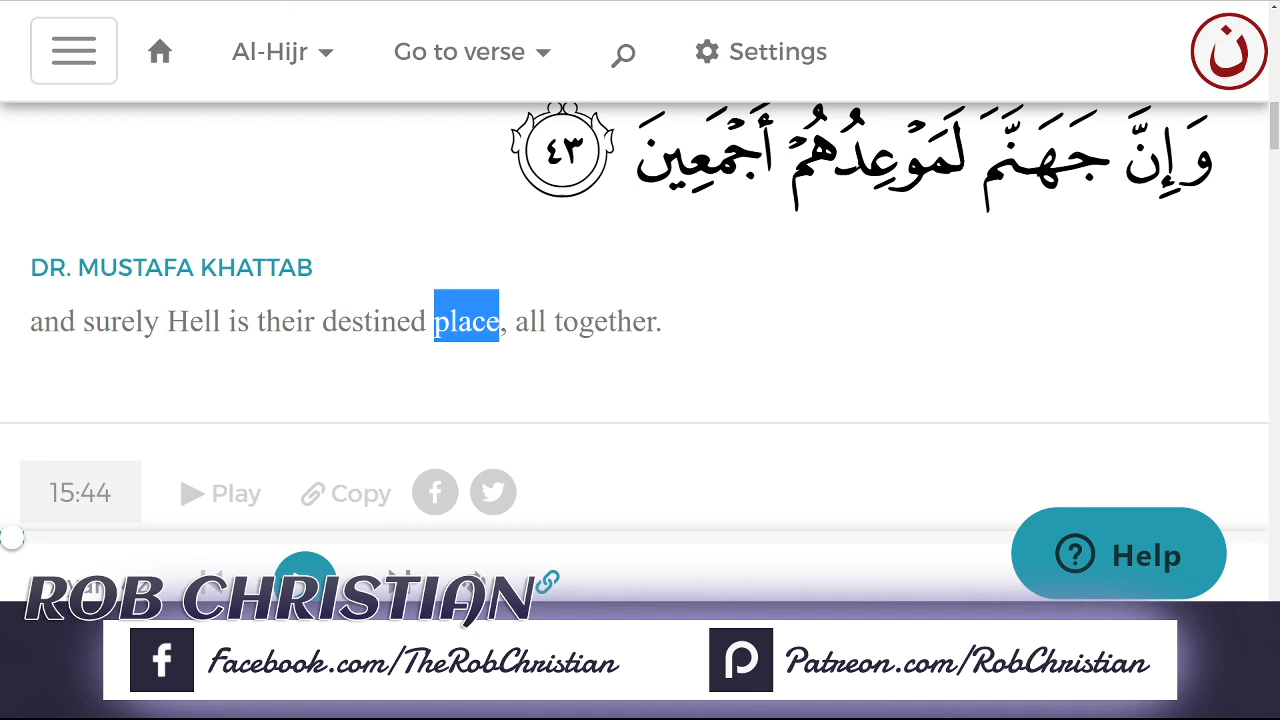 Al-Hijr
Go to verse
Settings
ن
وَإِنَّ جَهَنَّمَ لَمَوْعِدُهُمْ أَجْمَعِينَ ٤٣
DR. MUSTAFA KHATTAB
and surely Hell is their destined place, all together.
15:44
Play
Copy
Help
ROB CHRISTIAN
Facebook.com/TheRobChristian
Patreon.com/RobChristian